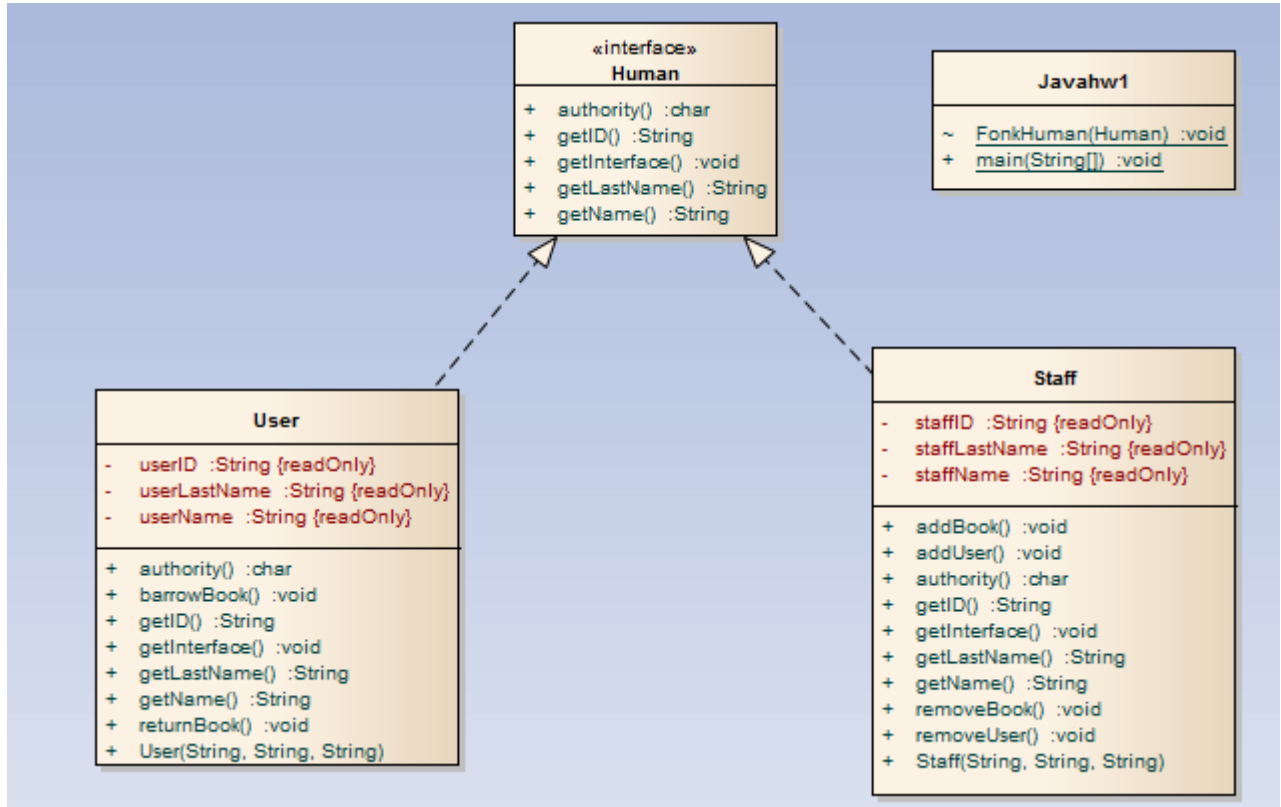 «interface»
Human
+ authority() :char
+ getID() :String
+ getInterface() :void
+ getLastName() :String
+ getName() :String
Javahw1
~ FonkHuman(Human) :void
+ main(String[]) :void
User
- userID :String {readOnly}
- userLastName :String {readOnly}
- userName :String {readOnly}
+ authority() :char
+ barrowBook() :void
+ getID() :String
+ getInterface() :void
+ getLastName() :String
+ getName() :String
+ returnBook() :void
+ User(String, String, String)
Staff
- staffID :String {readOnly}
- staffLastName :String {readOnly}
- staffName :String {readOnly}
+ addBook() :void
+ addUser() :void
+ authority() :char
+ getID() :String
+ getInterface() :void
+ getLastName() :String
+ getName() :String
+ removeBook() :void
+ removeUser() :void
+ Staff(String, String, String)